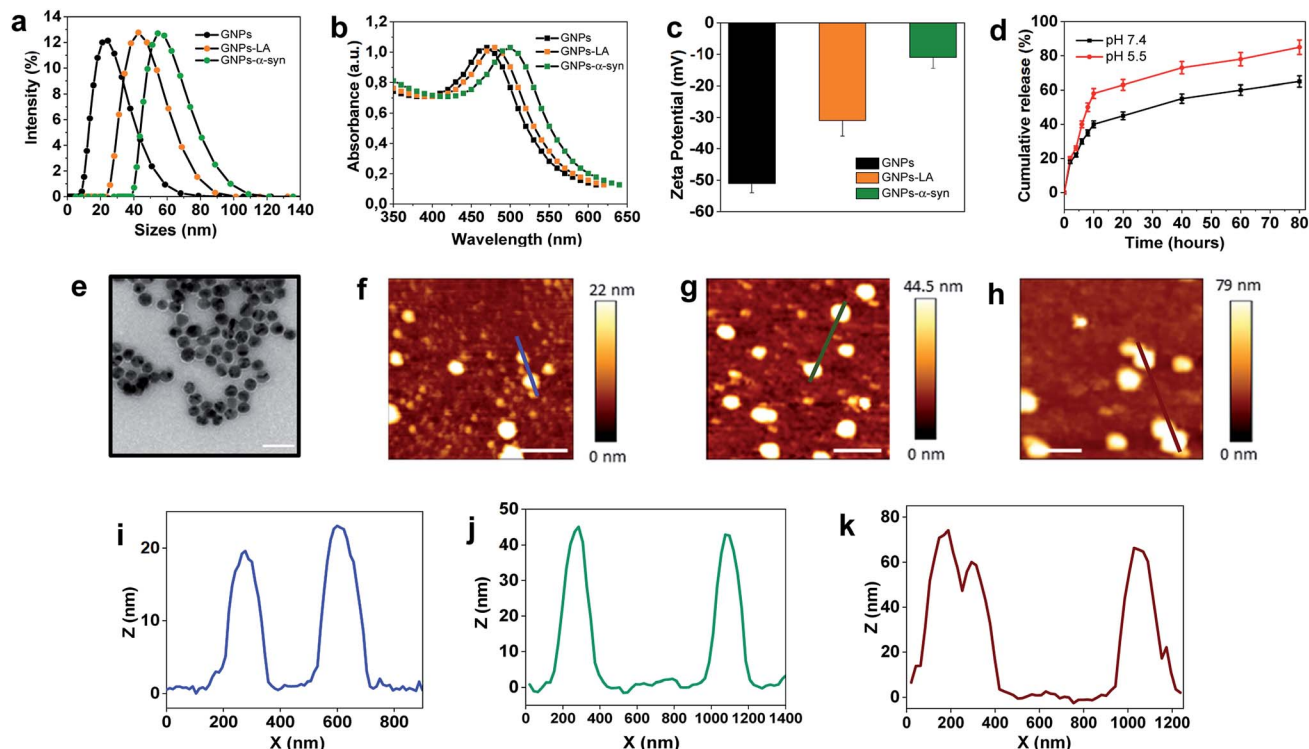 a
Intensity (%)
14
12
10
8
6
4
2
0
0 20 40 60 80 100 120 140
Sizes (nm)
GNPs
GNPs-LA
GNPs-α-syn
b
Absorbance (a.u.)
1,2
1,0
0,8
0,6
0,4
0,2
0,0
350 400 450 500 550 600 650
Wavelength (nm)
GNPs
GNPs-LA
GNPs-α-syn
c
Zeta Potential (mV)
0
-10
-20
-30
-40
-50
-60
GNPs
GNPs-LA
GNPs-α-syn
d
Cumulative release (%)
100
80
60
40
20
0
0 10 20 30 40 50 60 70 80
Time (hours)
pH 7.4
pH 5.5
e
f
22 nm
0 nm
g
44.5 nm
0 nm
h
79 nm
0 nm
i
Z (nm)
20
10
0
0 200 400 600 800
X (nm)
j
Z (nm)
50
40
30
20
10
0
0 200 400 600 800 1000 1200 1400
X (nm)
k
Z (nm)
80
60
40
20
0
0 200 400 600 800 1000 1200
X (nm)